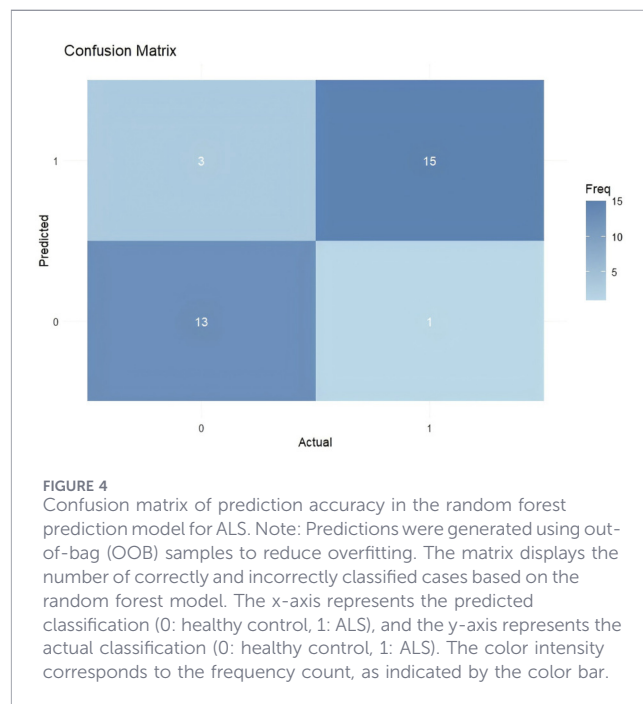 Confusion Matrix
1
3
15
Freq
15
10
5
Predicted
0
13
1
0
1
Actual
FIGURE 4
Confusion matrix of prediction accuracy in the random forest
prediction model for ALS. Note: Predictions were generated using out-
of-bag (OOB) samples to reduce overfitting. The matrix displays the
number of correctly and incorrectly classified cases based on the
random forest model. The x-axis represents the predicted
classification (0: healthy control, 1: ALS), and the y-axis represents the
actual classification (0: healthy control, 1: ALS). The color intensity
corresponds to the frequency count, as indicated by the color bar.